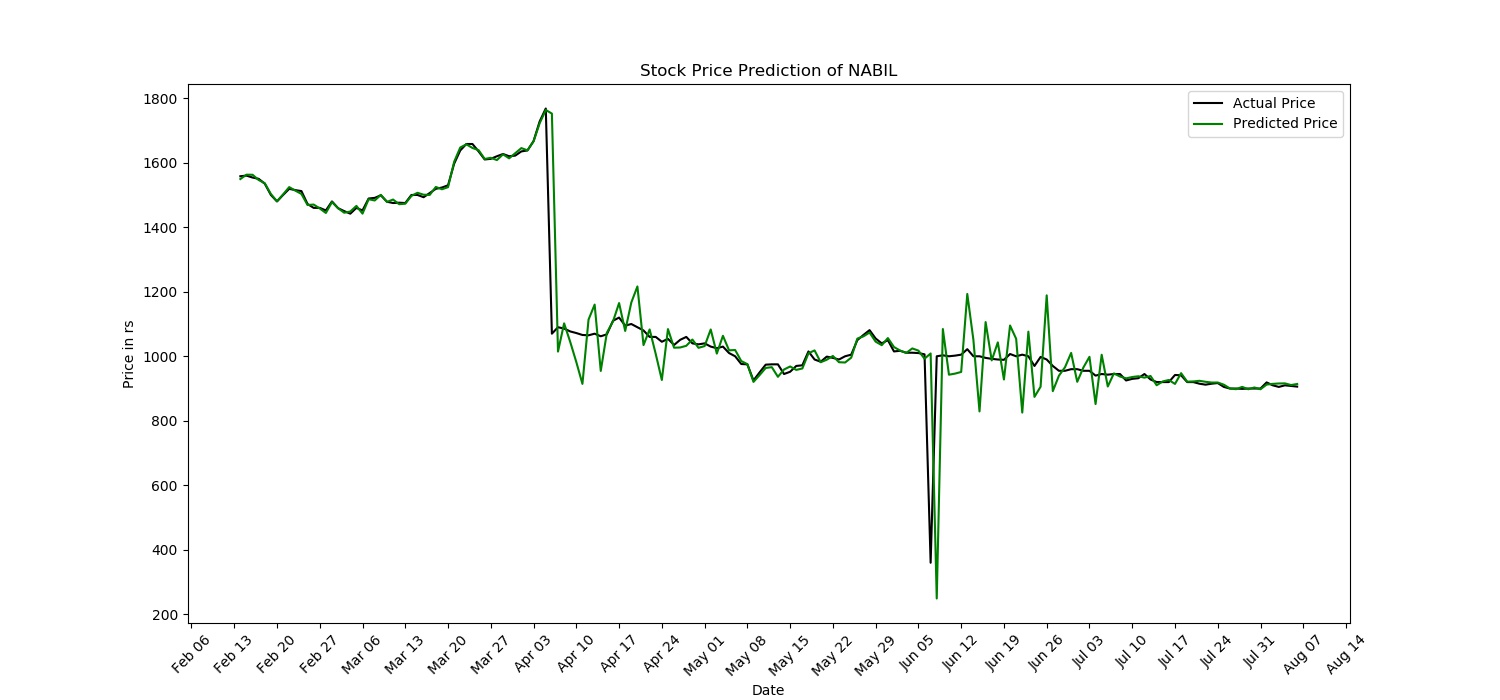 Stock Price Prediction of NABIL
Actual Price
Predicted Price
Price in rs
1800
1600
1400
1200
1000
800
600
400
200
Feb 06
Feb 13
Feb 20
Feb 27
Mar 06
Mar 13
Mar 20
Mar 27
Apr 03
Apr 10
Apr 17
Apr 24
May 01
May 08
May 15
May 22
May 29
Jun 05
Jun 12
Jun 19
Jun 26
Jul 03
Jul 10
Jul 17
Jul 24
Jul 31
Aug 07
Aug 14
Date